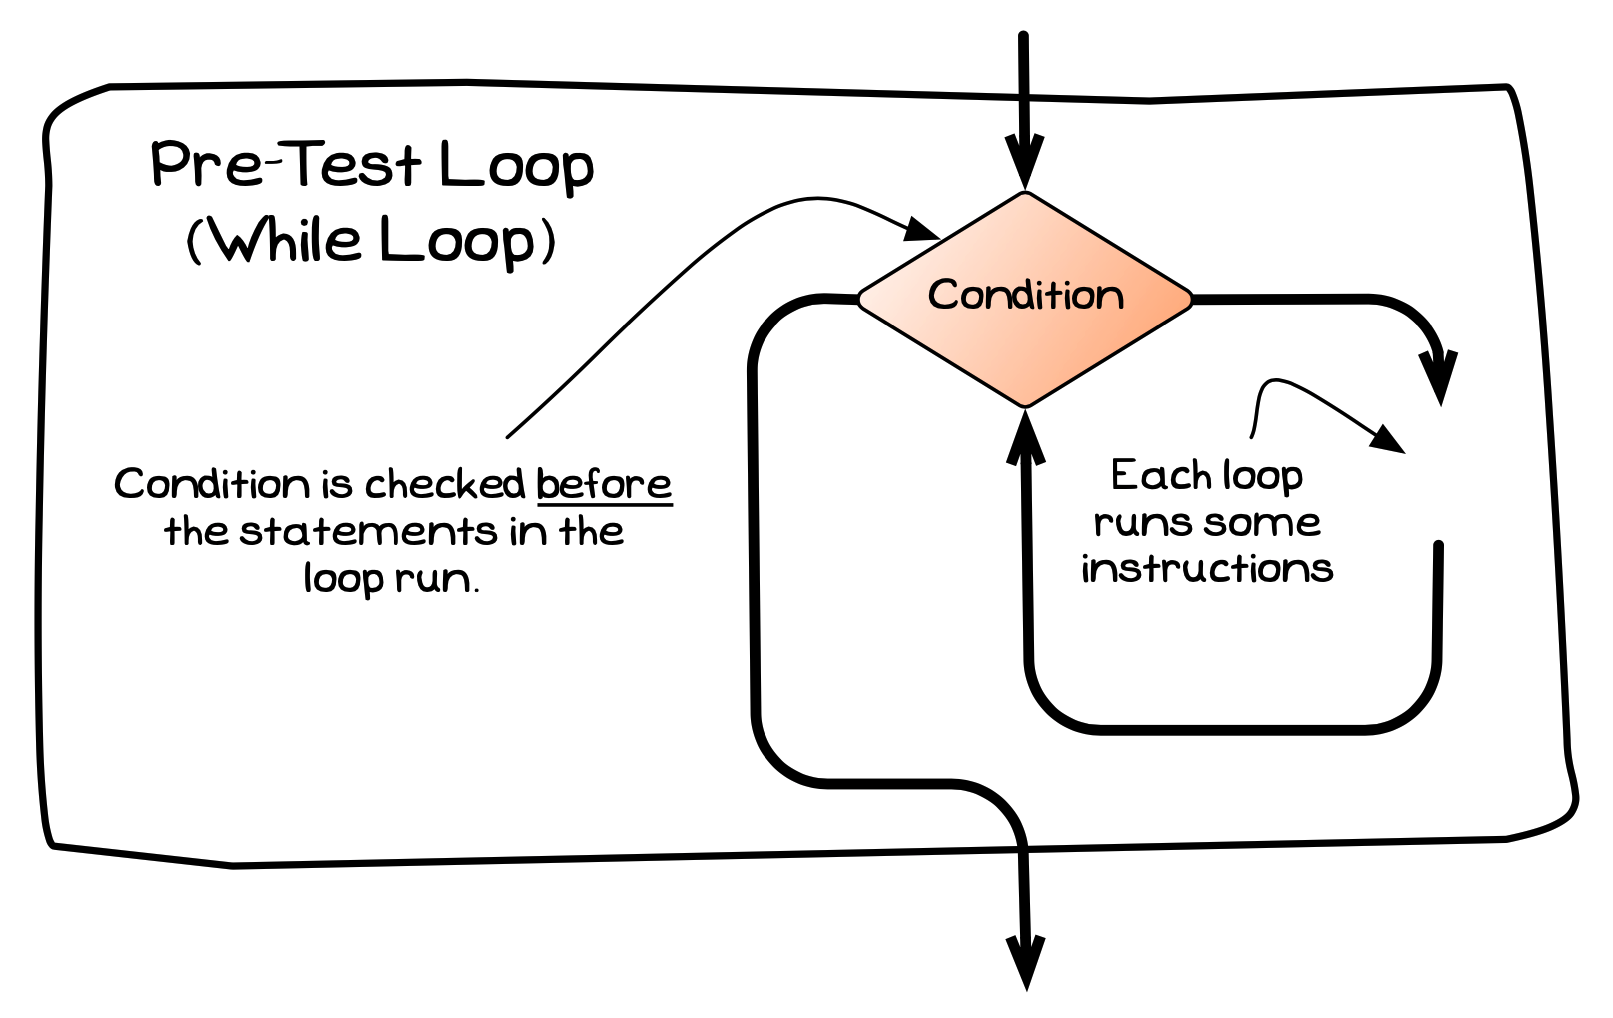 Pre-Test Loop
(While Loop)
Condition
Condition is checked before
the statements in the
loop run.
Each loop
runs some
instructions